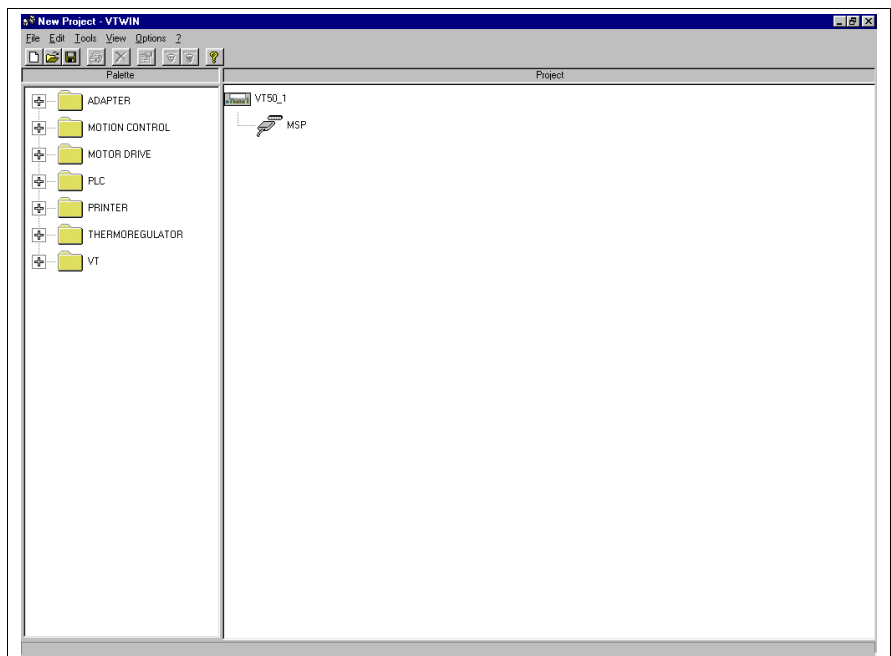 New Project - VTWIN
File Edit Tools View Options ?
Palette
Project
ADAPTER
MOTION CONTROL
MOTOR DRIVE
PLC
PRINTER
THERMOREGULATOR
VT
VT50_1
MSP